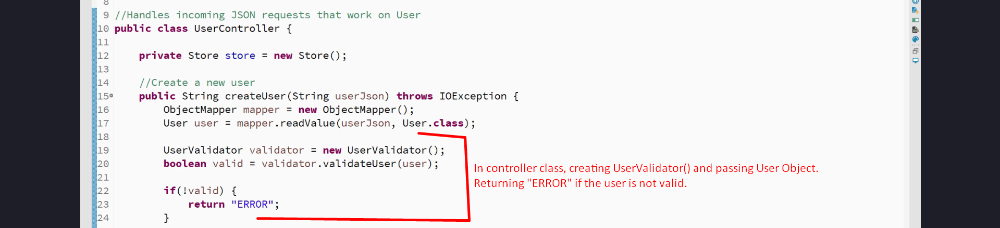 8
9 //Handles incoming JSON requests that work on User
10 public class UserController {
11
12     private Store store = new Store();
13
14     //Create a new user
15     public String createUser(String userJson) throws IOException {
16         ObjectMapper mapper = new ObjectMapper();
17         User user = mapper.readValue(userJson, User.class);
18
19         UserValidator validator = new UserValidator();
20         boolean valid = validator.validateUser(user);
21
22         if(!valid) {
23             return "ERROR";
24         }
In controller class, creating UserValidator() and passing User Object.
Returning "ERROR" if the user is not valid.